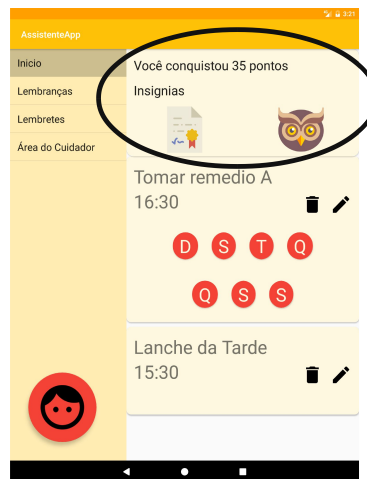 3:21
AssistenteApp
Inicio
Lembranças
Lembretes
Área do Cuidador
Você conquistou 35 pontos
Insignias
Tomar remedio A
16:30
D S T Q
Q S S
Lanche da Tarde
15:30